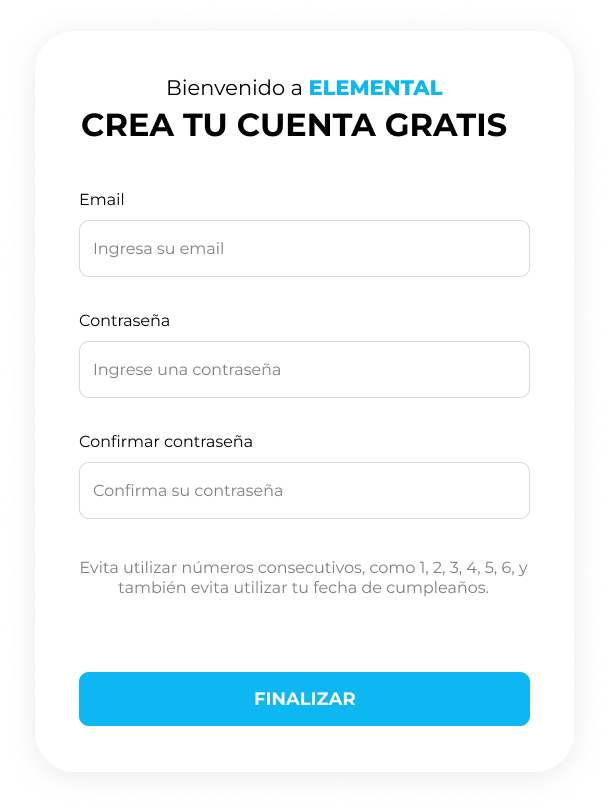 Bienvenido a ELEMENTAL
CREA TU CUENTA GRATIS
Email
Ingresa su email
Contraseña
Ingrese una contraseña
Confirmar contraseña
Confirma su contraseña
Evita utilizar números consecutivos, como 1, 2, 3, 4, 5, 6, y
también evita utilizar tu fecha de cumpleaños.
FINALIZAR